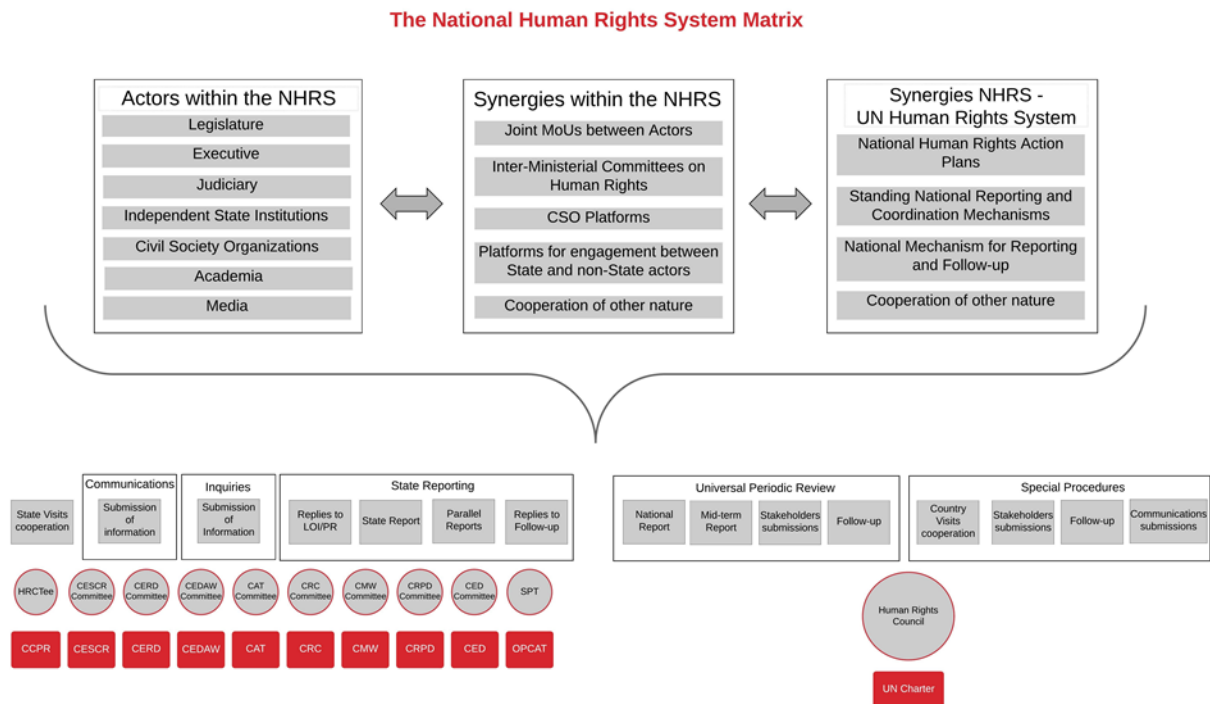 The National Human Rights System Matrix
Actors within the NHRS
Legislature
Executive
Judiciary
Independent State Institutions
Civil Society Organizations
Academia
Media
Synergies within the NHRS
Joint MoUs between Actors
Inter-Ministerial Committees on
Human Rights
CSO Platforms
Platforms for engagement between
State and non-State actors
Cooperation of other nature
Synergies NHRS -
UN Human Rights System
National Human Rights Action
Plans
Standing National Reporting and
Coordination Mechanisms
National Mechanism for Reporting
and Follow-up
Cooperation of other nature
State Visits
cooperation
Communications
Submission
of
information
Inquiries
Submission
of
Information
State Reporting
Replies to
LOI/PR
State Report
Parallel
Reports
Replies to
Follow-up
Universal Periodic Review
National
Report
Mid-term
Report
Stakeholders
submissions
Follow-up
Special Procedures
Country
Visits
cooperation
Stakeholders
submissions
Follow-up
Communications
submissions
HRCTee
CESCR
Committee
CERD
Committee
CEDAW
Committee
CAT
Committee
CRC
Committee
CMW
Committee
CRPD
Committee
CED
Committee
SPT
Human Rights
Council
CCPR
CESCR
CERD
CEDAW
CAT
CRC
CMW
CRPD
CED
OPCAT
UN Charter